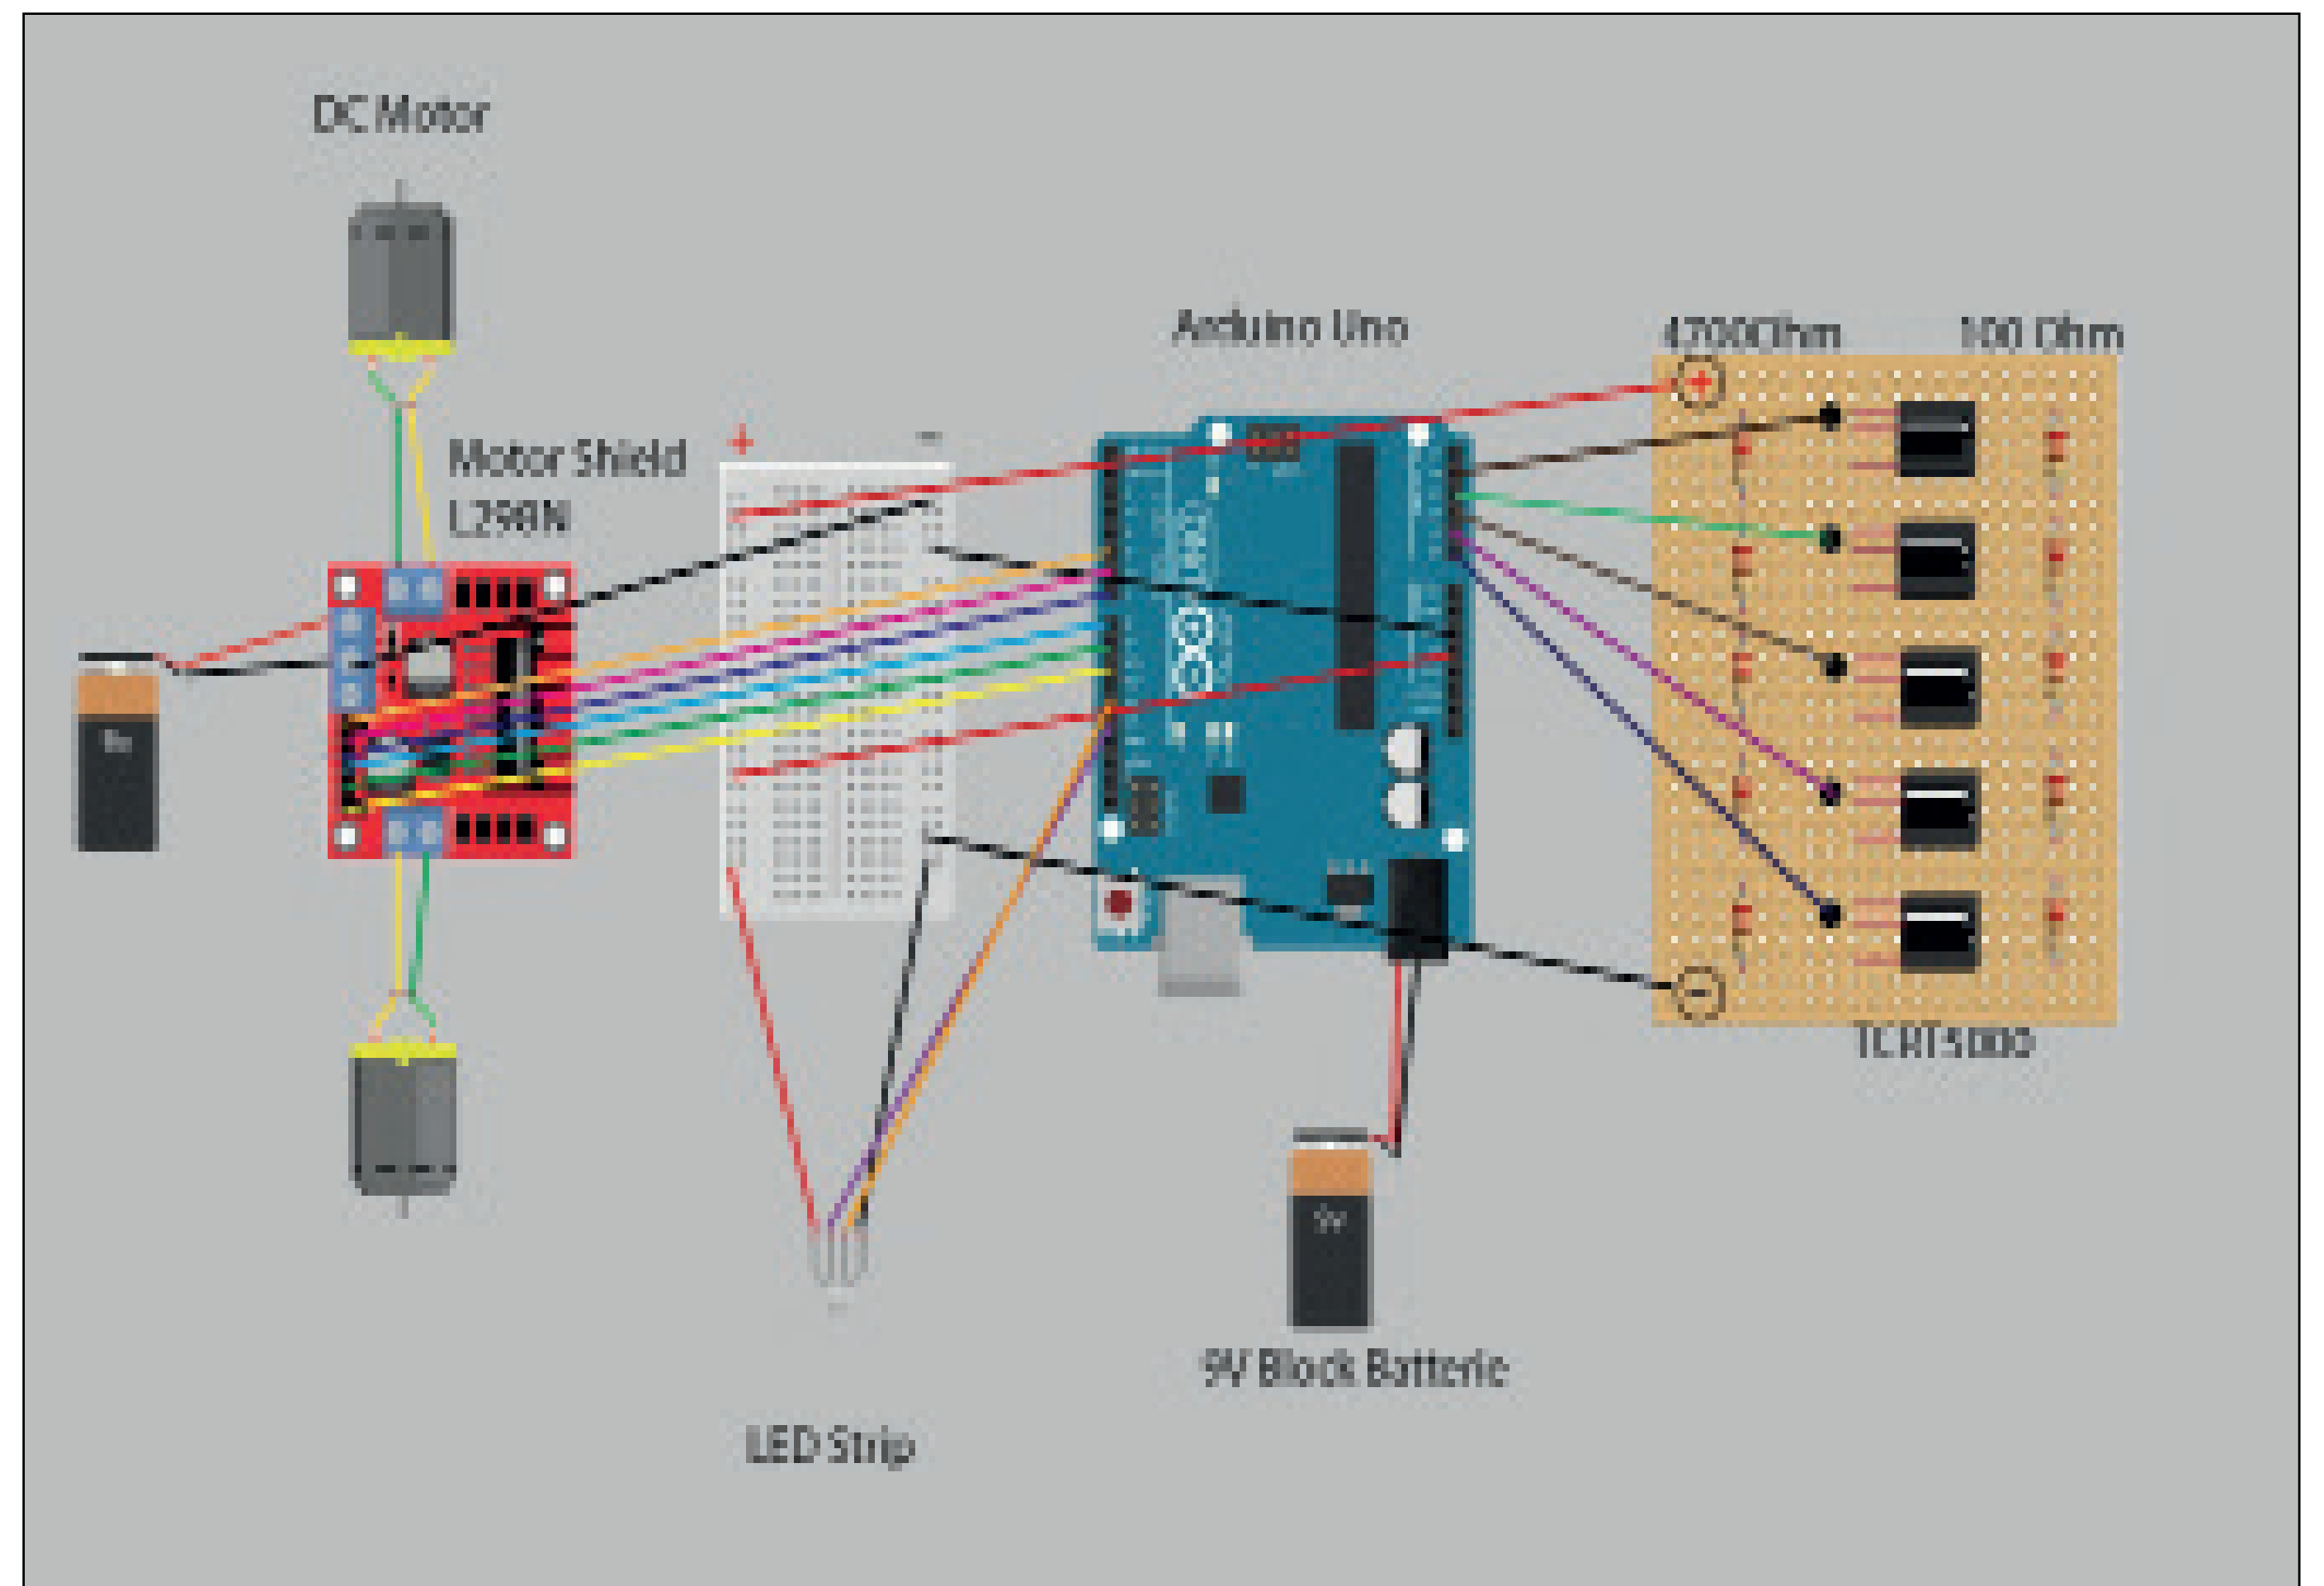 DC Motor
Motor Shield
L298N
+
-
Arduino Uno
4700Ohm
100 Ohm
+
-
TCRT5000
9V
9V Block Batterie
LED Strip